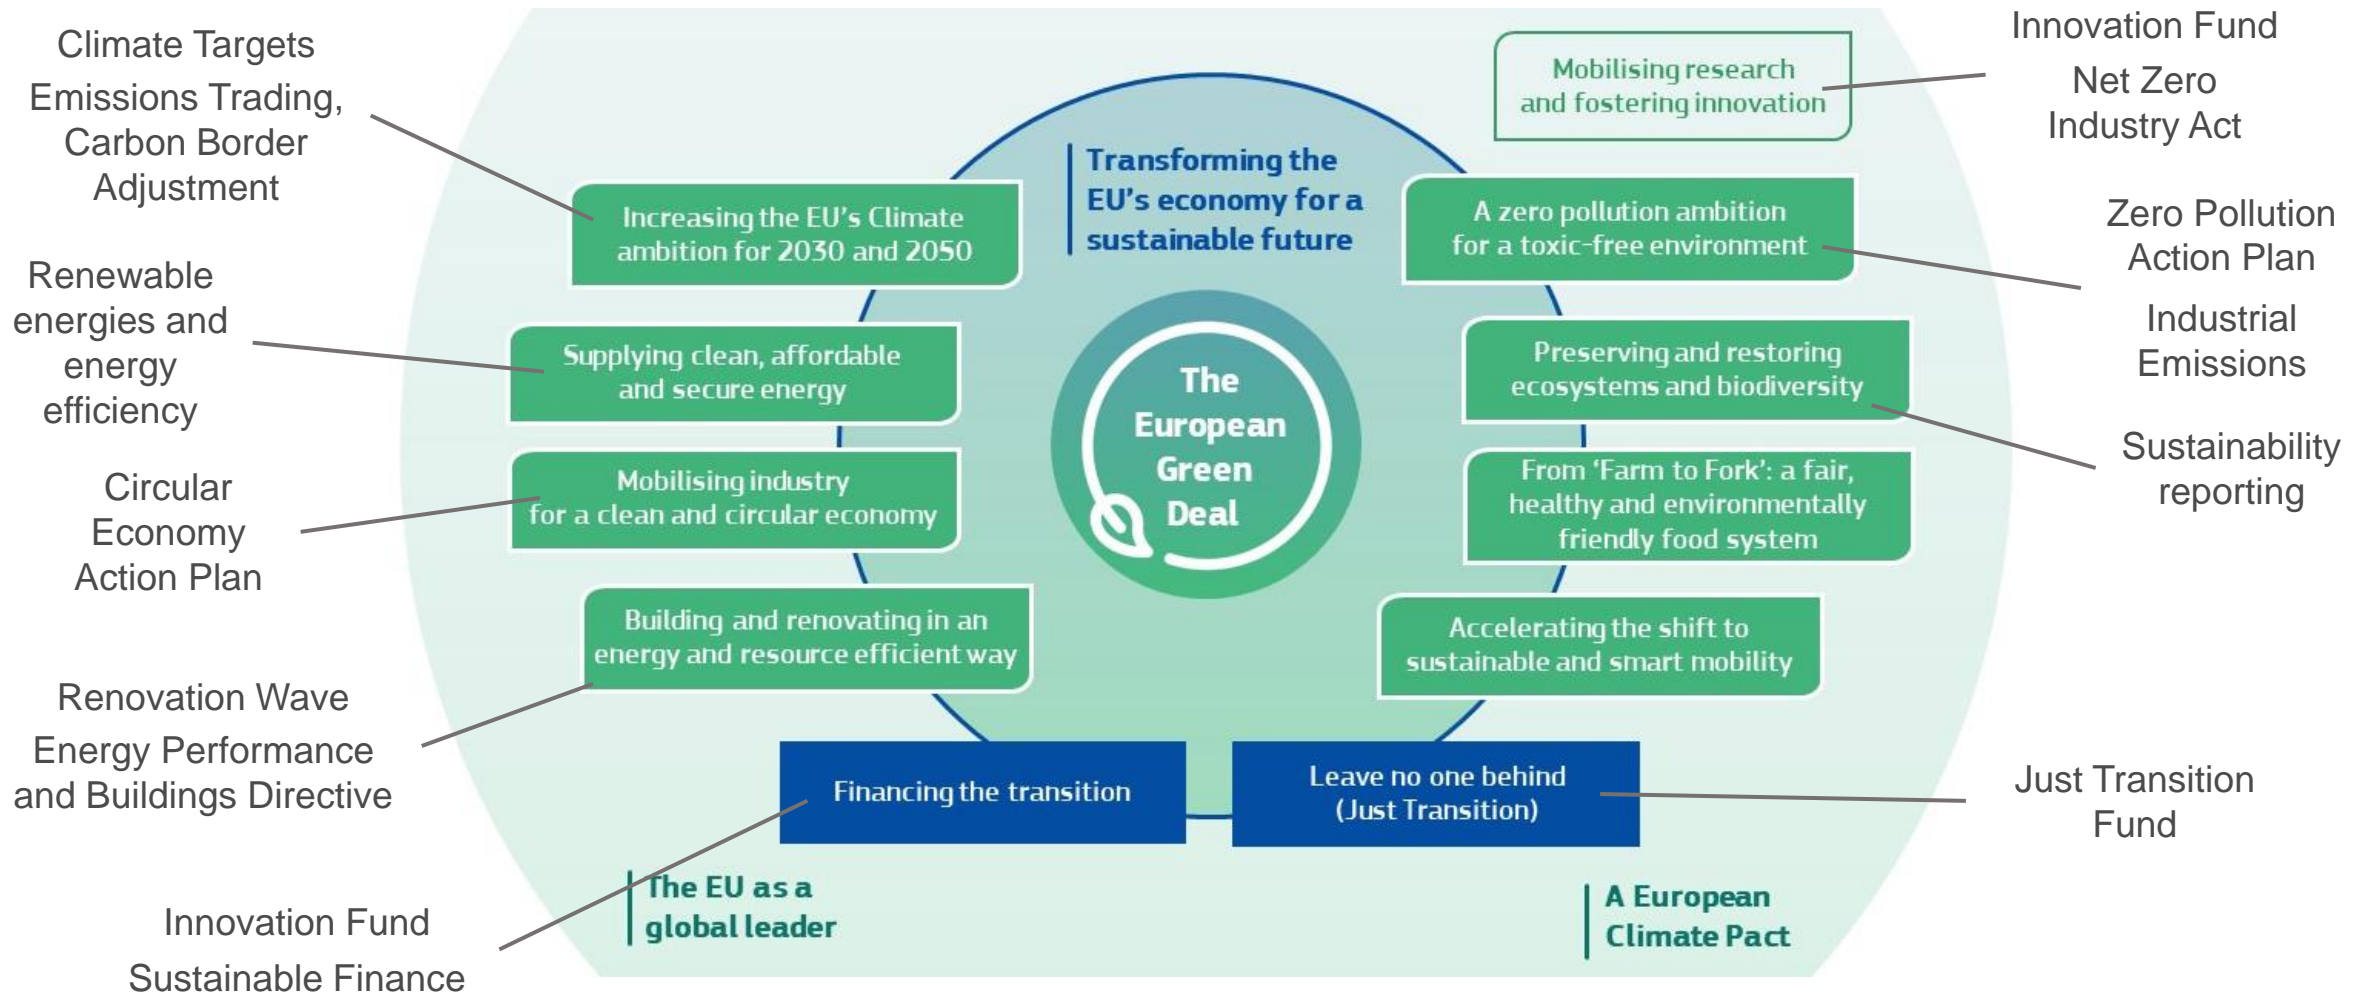 Climate Targets
Emissions Trading,
Carbon Border
Adjustment
Renewable
energies and
energy
efficiency
Circular
Economy
Action Plan
Renovation Wave
Energy Performance
and Buildings Directive
Innovation Fund
Sustainable Finance
Increasing the EU's Climate
ambition for 2030 and 2050
Supplying clean, affordable
and secure energy
Mobilising industry
for a clean and circular economy
Building and renovating in an
energy and resource efficient way
Transforming the
EU's economy for a
sustainable future
The
European
Green
Deal
Financing the transition
Leave no one behind
(Just Transition)
The EU as a
global leader
A European
Climate Pact
Mobilising research
and fostering innovation
A zero pollution ambition
for a toxic-free environment
Preserving and restoring
ecosystems and biodiversity
From ‘Farm to Fork’: a fair,
healthy and environmentally
friendly food system
Accelerating the shift to
sustainable and smart mobility
Innovation Fund
Net Zero
Industry Act
Zero Pollution
Action Plan
Industrial
Emissions
Sustainability
reporting
Just Transition
Fund